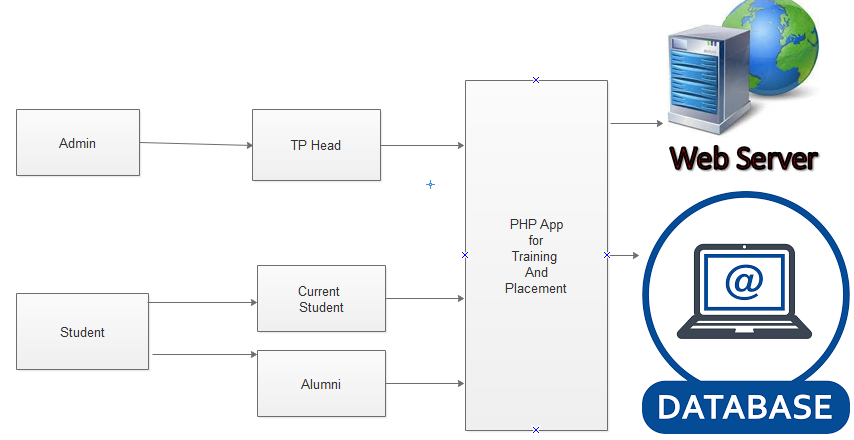 Admin
TP Head
Web Server
PHP App
for
Training
And
Placement
Current
Student
Student
Alumni
@
DATABASE